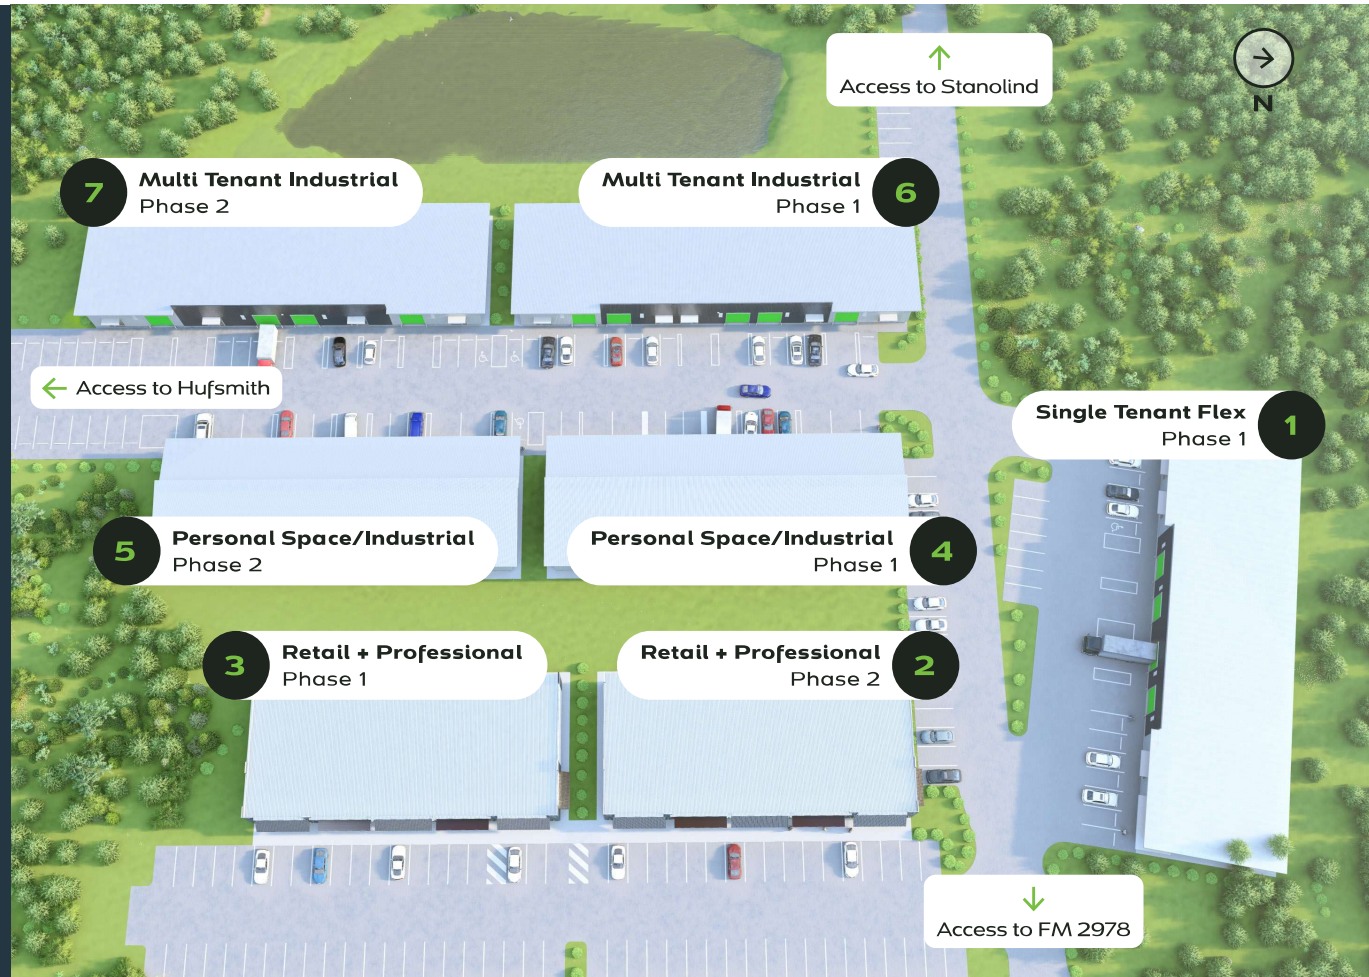 ↑
Access to Stanolind
→
N
7
Multi Tenant Industrial
Phase 2
Multi Tenant Industrial
Phase 1
6
← Access to Hufsmith
Single Tenant Flex
Phase 1
1
5
Personal Space/Industrial
Phase 2
Personal Space/Industrial
Phase 1
4
3
Retail + Professional
Phase 1
Retail + Professional
Phase 2
2
↓
Access to FM 2978